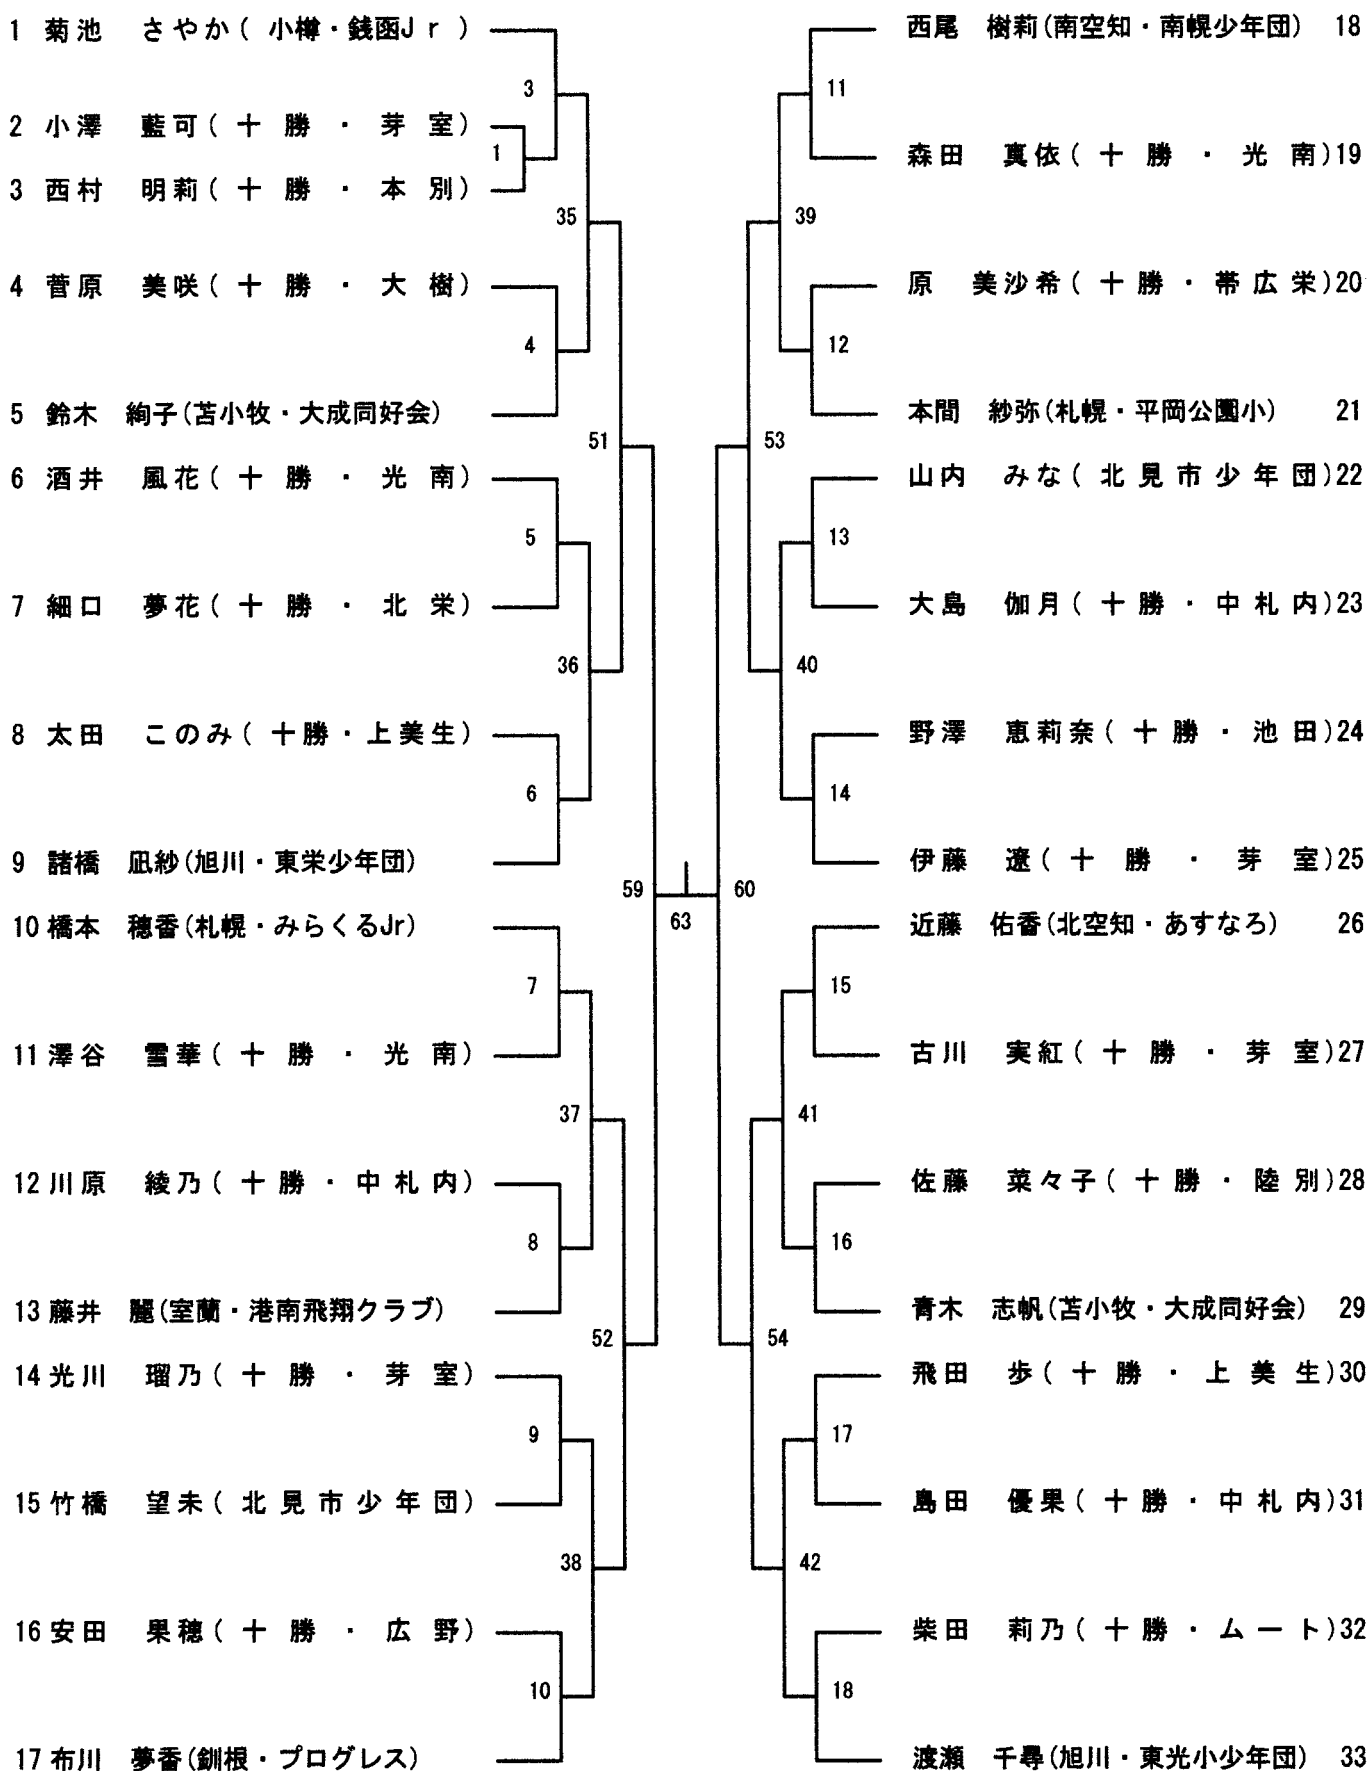 1 菊池 さやか( 小樽・銭函Jr )
3
2 小澤 藍可( 十勝・芽室)
1
3 西村 明莉( 十勝・本別)
35
4 菅原 美咲( 十勝・大樹)
4
5 鈴木 絢子(苫小牧・大成同好会)
51
6 酒井 風花( 十勝・光南)
5
7 細口 夢花( 十勝・北栄)
36
8 太田 このみ( 十勝・上美生)
6
9 諸橋 凪紗(旭川・東栄少年団)
59
10 橋本 穂香(札幌・みらくるJr)
7
11 澤谷 雪華( 十勝・光南)
37
12 川原 綾乃( 十勝・中札内)
8
13 藤井 麗(室蘭・港南飛翔クラブ)
52
14 光川 瑠乃( 十勝・芽室)
9
15 竹橋 望未( 北見市少年団)
38
16 安田 果穂( 十勝・広野)
10
17 布川 夢香(釧根・プログレス)
63
西尾 樹莉(南空知・南幌少年団) 18
11
森田 真依( 十勝・光南)19
39
原 美沙希( 十勝・帯広栄)20
12
本間 紗弥(札幌・平岡公園小) 21
53
山内 みな( 北見市少年団)22
13
大島 伽月( 十勝・中札内)23
40
野澤 恵莉奈( 十勝・池田)24
14
伊藤 遼( 十勝・芽室)25
60
近藤 佑香(北空知・あすなろ) 26
15
古川 実紅( 十勝・芽室)27
41
佐藤 菜々子( 十勝・陸別)28
16
青木 志帆(苫小牧・大成同好会) 29
54
飛田 歩( 十勝・上美生)30
17
島田 優果( 十勝・中札内)31
42
柴田 莉乃( 十勝・ムート)32
18
渡瀬 千尋(旭川・東光小少年団) 33